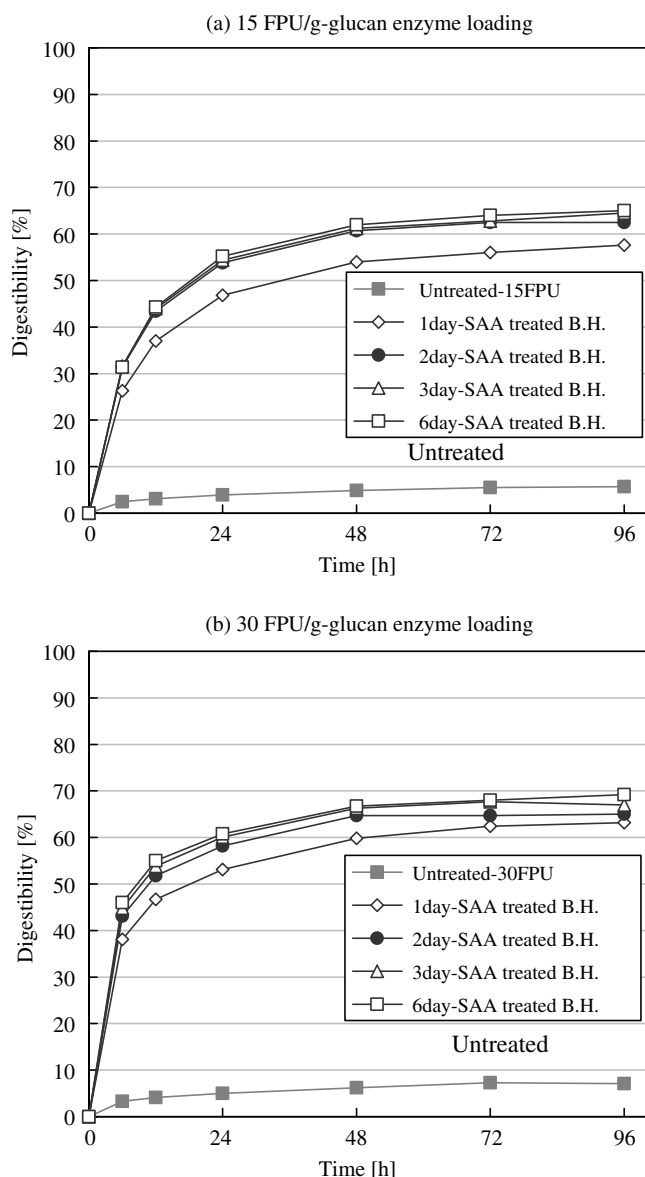 (a) 15 FPU/g-glucan enzyme loading
100
90
80
70
60
50
40
30
20
10
0
Digestibility [%]
Untreated-15FPU
1day-SAA treated B.H.
2day-SAA treated B.H.
3day-SAA treated B.H.
6day-SAA treated B.H.
Untreated
0 24 48 72 96
Time [h]
(b) 30 FPU/g-glucan enzyme loading
100
90
80
70
60
50
40
30
20
10
0
Digestibility [%]
Untreated-30FPU
1day-SAA treated B.H.
2day-SAA treated B.H.
3day-SAA treated B.H.
6day-SAA treated B.H.
Untreated
0 24 48 72 96
Time [h]